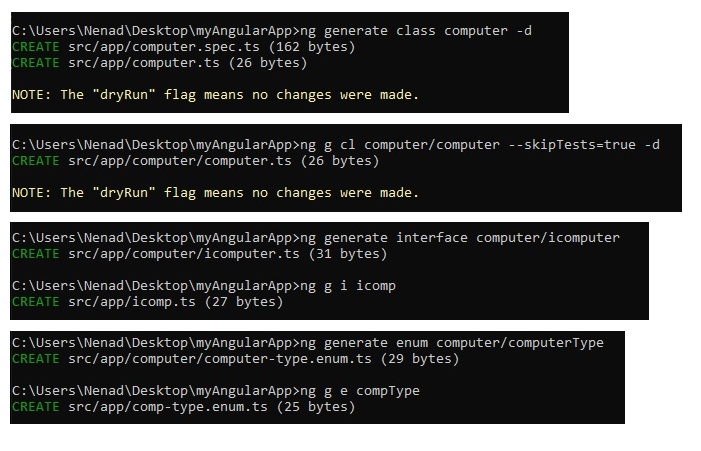 C:\Users\Nenad\Desktop\myAngularApp>ng generate class computer -d
CREATE src/app/computer.spec.ts (162 bytes)
CREATE src/app/computer.ts (26 bytes)
NOTE: The "dryRun" flag means no changes were made.
C:\Users\Nenad\Desktop\myAngularApp>ng g cl computer/computer --skipTests=true -d
CREATE src/app/computer/computer.ts (26 bytes)
NOTE: The "dryRun" flag means no changes were made.
C:\Users\Nenad\Desktop\myAngularApp>ng generate interface computer/icomputer
CREATE src/app/computer/icomputer.ts (31 bytes)
C:\Users\Nenad\Desktop\myAngularApp>ng g i icomp
CREATE src/app/icomp.ts (27 bytes)
C:\Users\Nenad\Desktop\myAngularApp>ng generate enum computer/computerType
CREATE src/app/computer/computer-type.enum.ts (29 bytes)
C:\Users\Nenad\Desktop\myAngularApp>ng g e compType
CREATE src/app/comp-type.enum.ts (25 bytes)